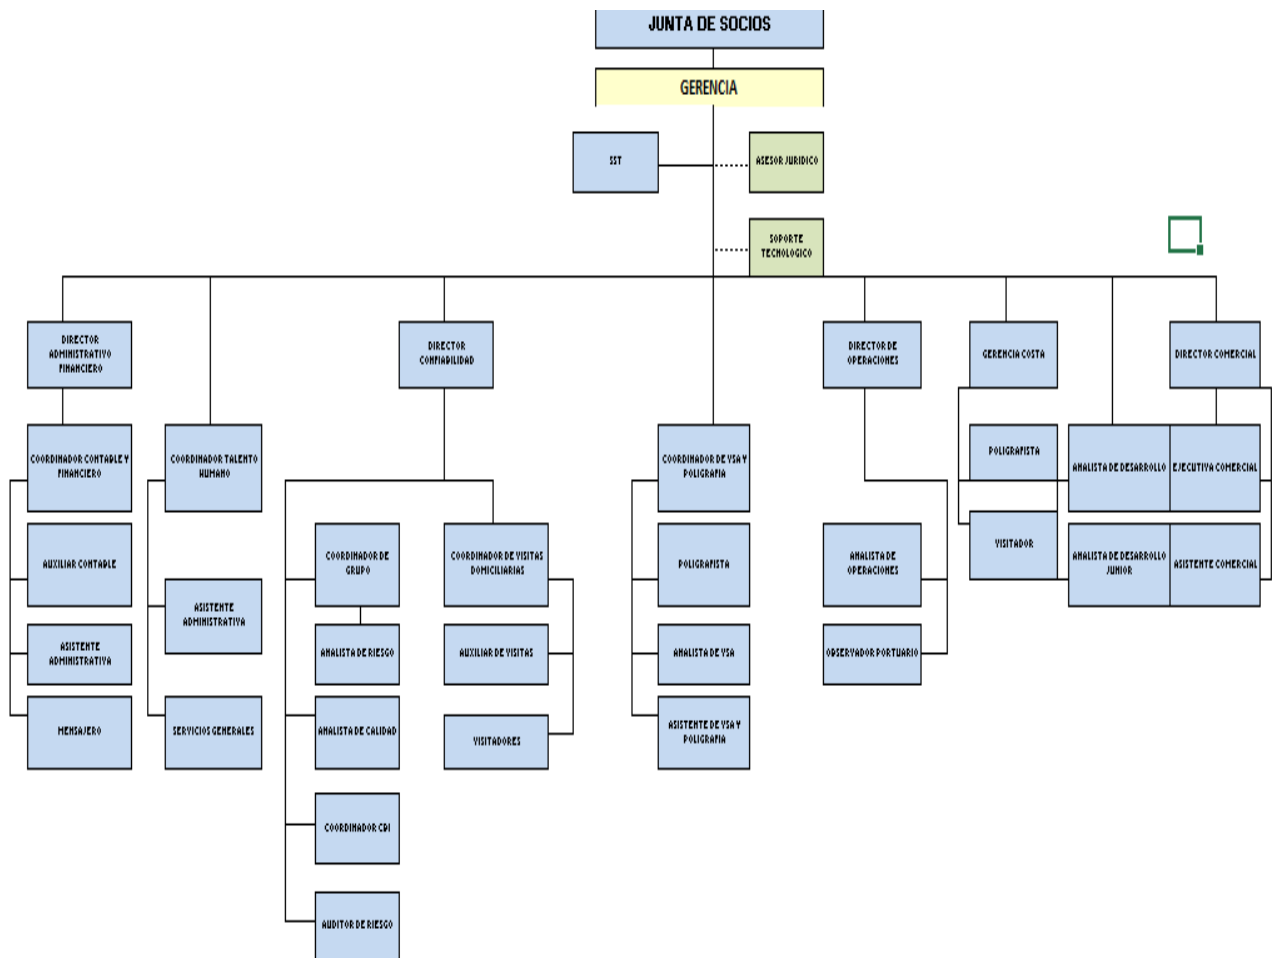 JUNTA DE SOCIOS
GERENCIA
SST
ASESOR JURIDICO
SOPORTE
TECNOLOGICO
DIRECTOR
ADMINISTRATIVO
FINANCIERO
DIRECTOR
CONFIABILIDAD
DIRECTOR DE
OPERACIONES
GERENCIA COSTA
DIRECTOR COMERCIAL
COORDINADOR CONTABLE Y
FINANCIERO
COORDINADOR TALENTO
HUMANO
COORDINADOR DE VSA Y
POLIGRAFIA
POLIGRAFISTA
ANALISTA DE DESARROLLO
EJECUTIVA COMERCIAL
AUXILIAR CONTABLE
COORDINADOR DE
GRUPO
COORDINADOR DE VISITAS
DOMICILIARIAS
POLIGRAFISTA
ANALISTA DE
OPERACIONES
VISITADOR
ANALISTA DE DESARROLLO
JUNIOR
ASISTENTE COMERCIAL
ASISTENTE
ADMINISTRATIVA
ASISTENTE
ADMINISTRATIVA
ANALISTA DE RIESGO
AUXILIAR DE VISITAS
ANALISTA DE VSA
OBSERVADOR PORTUARIO
MENSAJERO
SERVICIOS GENERALES
ANALISTA DE CALIDAD
VISITADORES
ASISTENTE DE VSA Y
POLIGRAFIA
COORDINADOR CBI
AUDITOR DE RIESGO